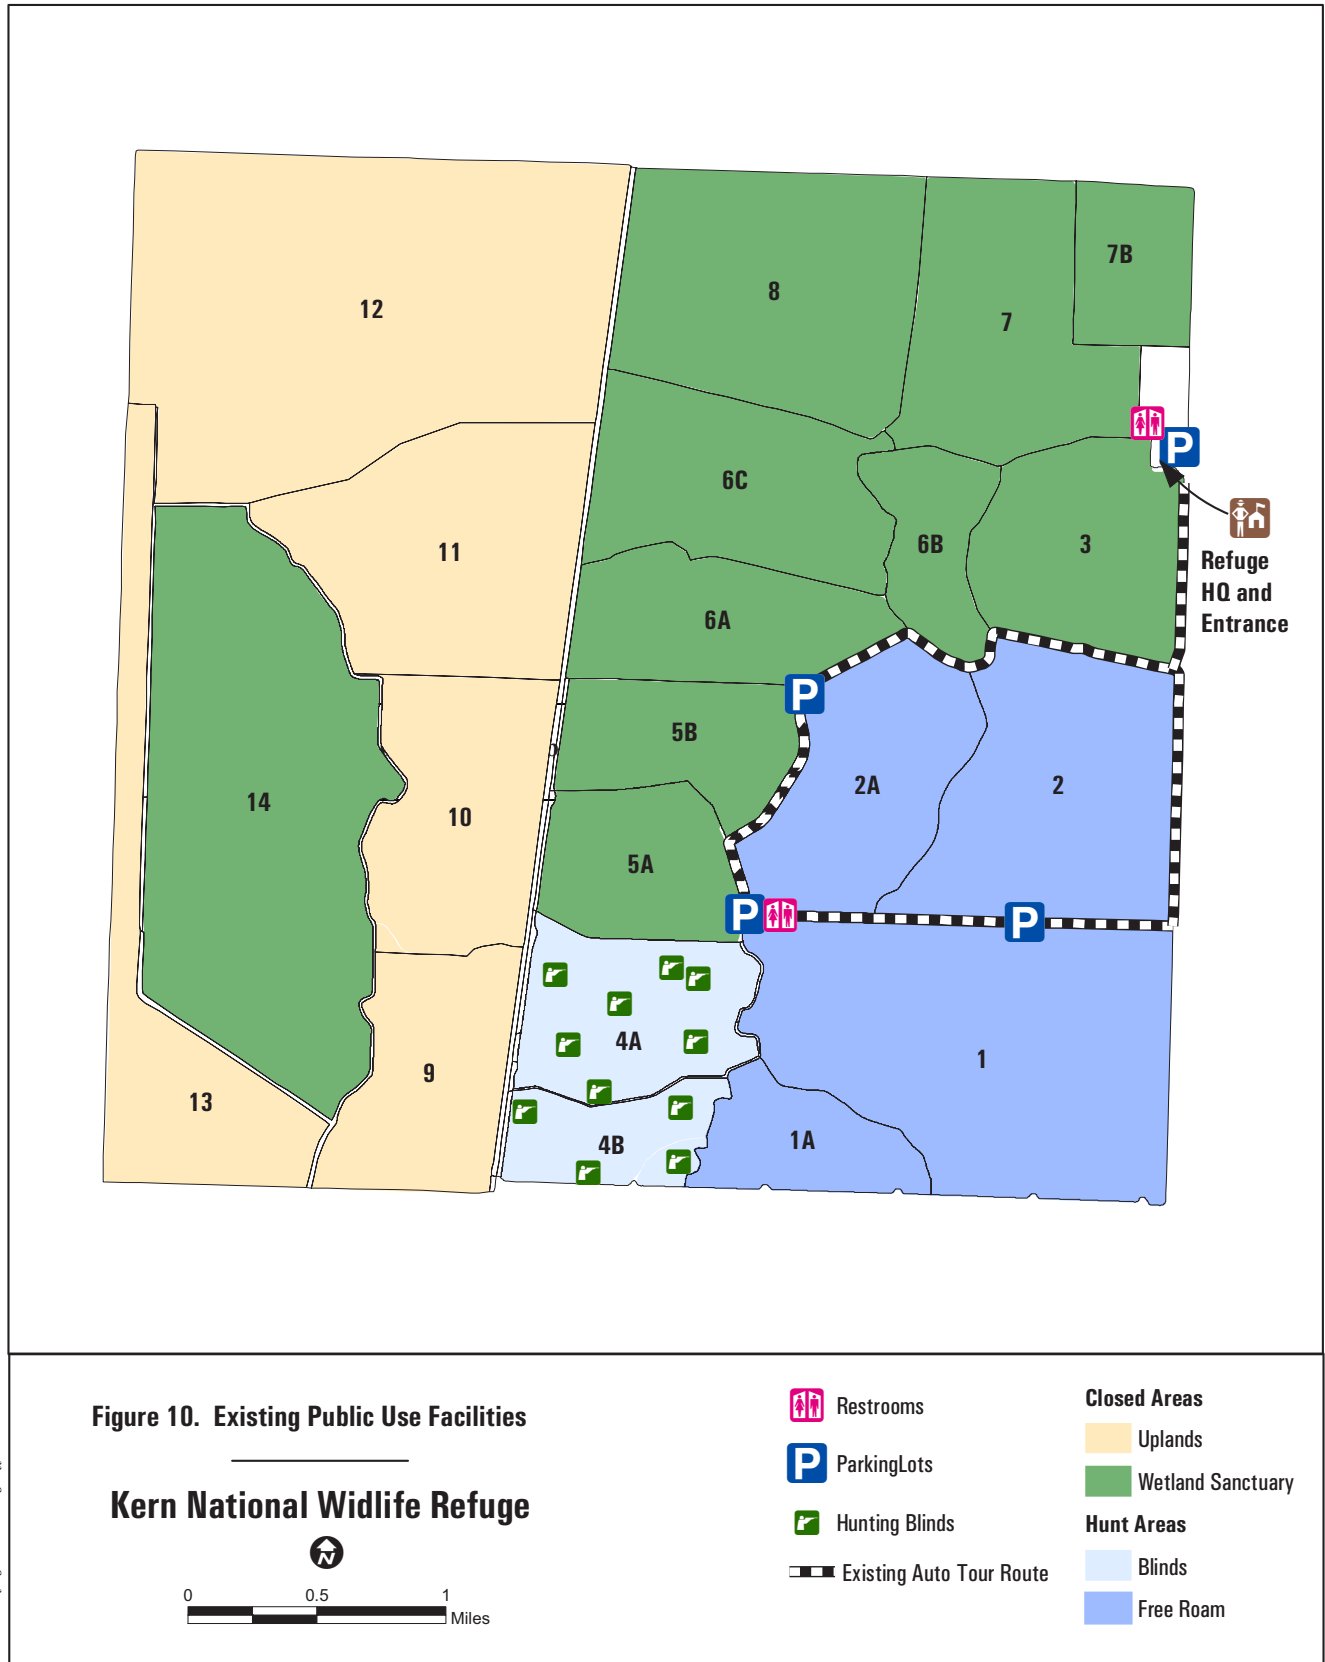 12
8
7
7B
6C
11
6B
3
P
Refuge
HQ and
Entrance
6A
P
5B
2A
2
14
10
5A
P
P
4A
9
1
13
4B
1A
Figure 10. Existing Public Use Facilities
Kern National Widlife Refuge
N
0 0.5 1
Miles
Restrooms
P ParkingLots
Hunting Blinds
Existing Auto Tour Route
Closed Areas
Uplands
Wetland Sanctuary
Hunt Areas
Blinds
Free Roam